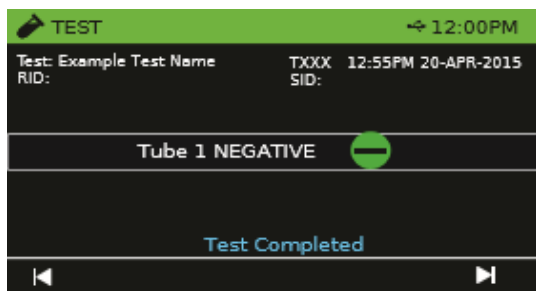 TEST 12:00PM
Test: Example Test Name TXXX 12:55PM 20-APR-2015
RID: SID:
Tube 1 NEGATIVE
Test Completed